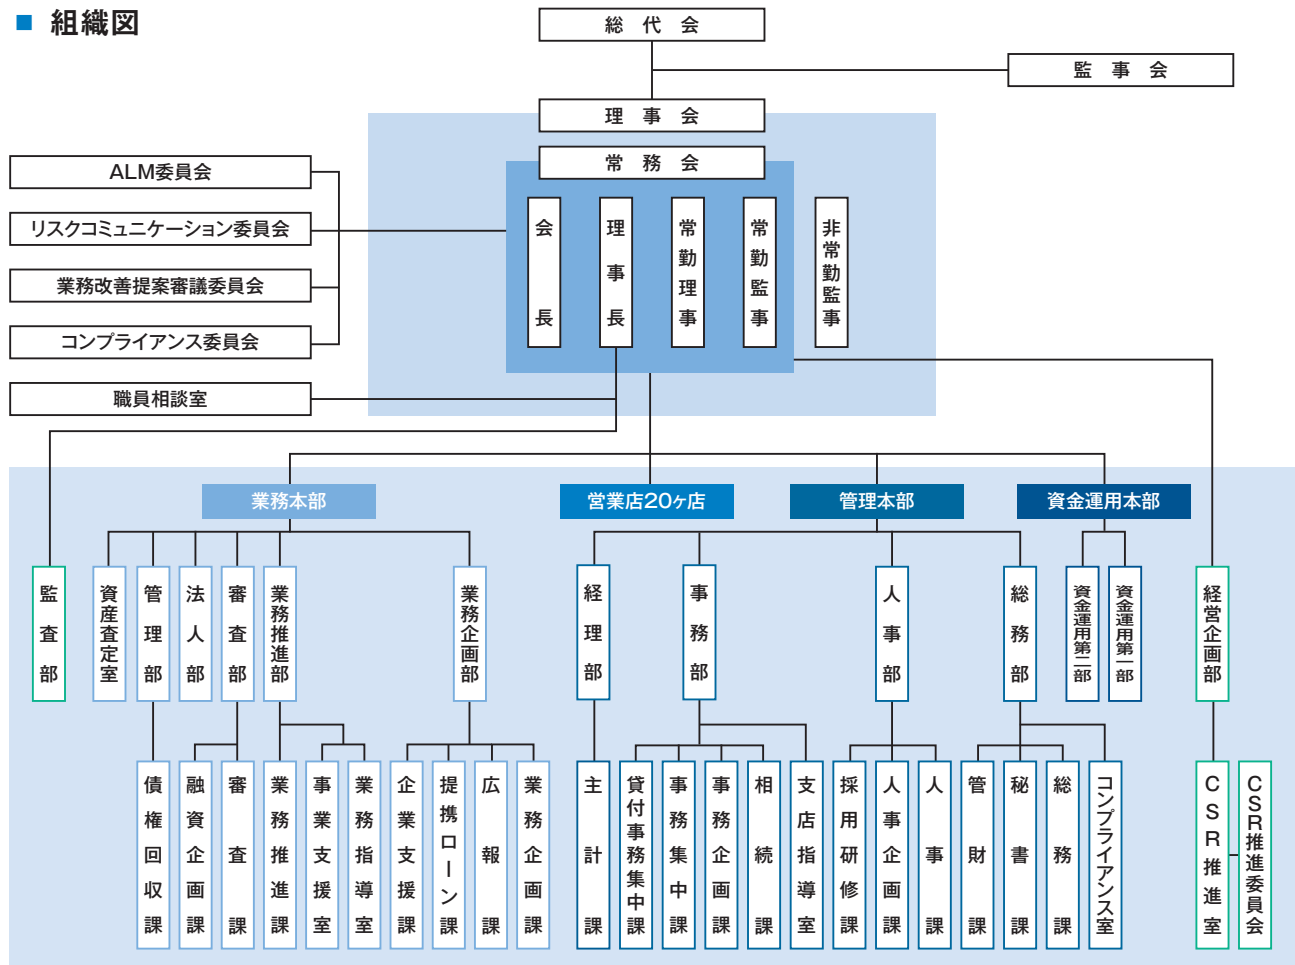 組織図
総代会
監事会
理事会
常務会
ALM委員会
リスクコミュニケーション委員会
業務改善提案審議委員会
コンプライアンス委員会
職員相談室
会長
理事長
常勤理事
常勤監事
非常勤監事
業務本部
営業店20ヶ店
管理本部
資金運用本部
監査部
資産査定室
管理部
法人部
審査部
業務推進部
業務企画部
経理部
事務部
人事部
総務部
資金運用第二部
資金運用第一部
経営企画部
債権回収課
融資企画課
審査課
業務推進課
事業支援室
業務指導室
企業支援課
提携ローン課
広報課
業務企画課
主計課
貸付事務集中課
事務集中課
事務企画課
相続課
支店指導室
採用研修課
人事企画課
人事課
管財課
秘書課
総務課
コンプライアンス室
CSR推進室
CSR推進委員会